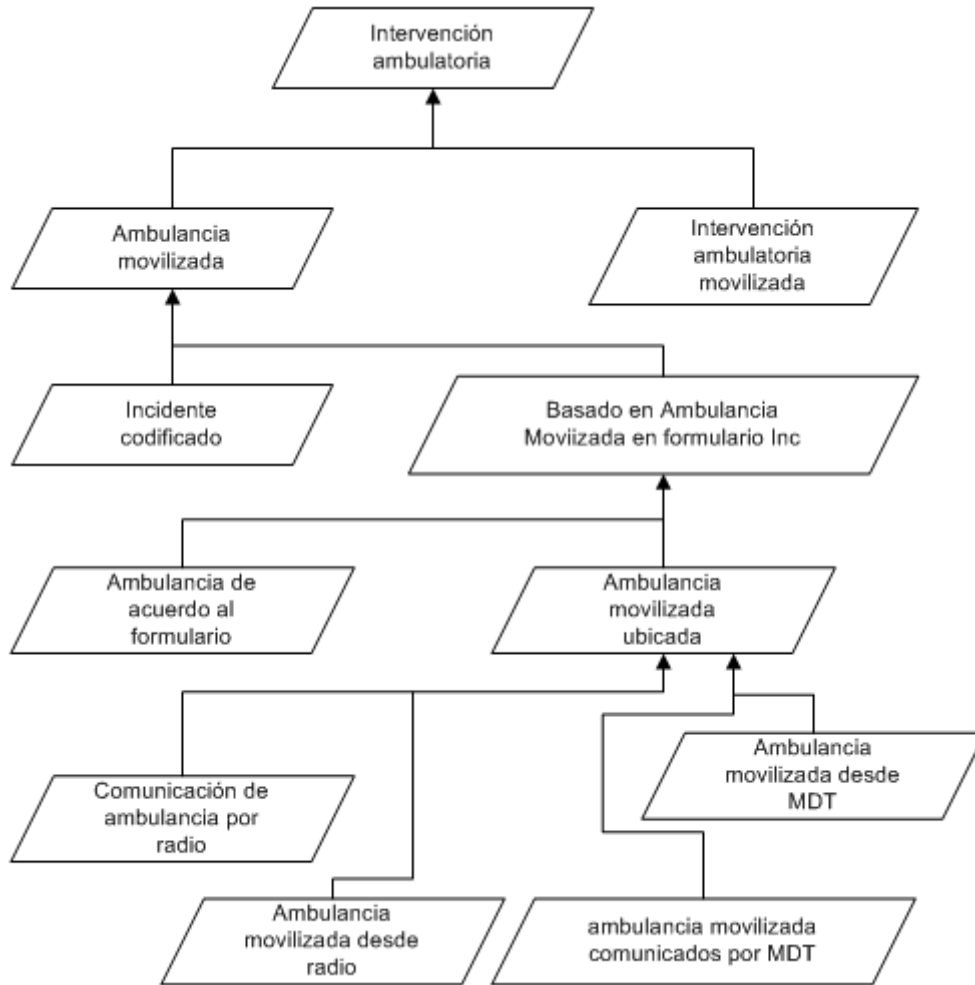 Intervención
ambulatoria
Ambulancia
movilizada
Intervención
ambulatoria
movilizada
Incidente
codificado
Basado en Ambulancia
Moviizada en formulario Inc
Ambulancia de
acuerdo al
formulario
Ambulancia
movilizada
ubicada
Ambulancia
movilizada desde
MDT
Comunicación de
ambulancia por
radio
Ambulancia
movilizada desde
radio
ambulancia movilizada
comunicados por MDT